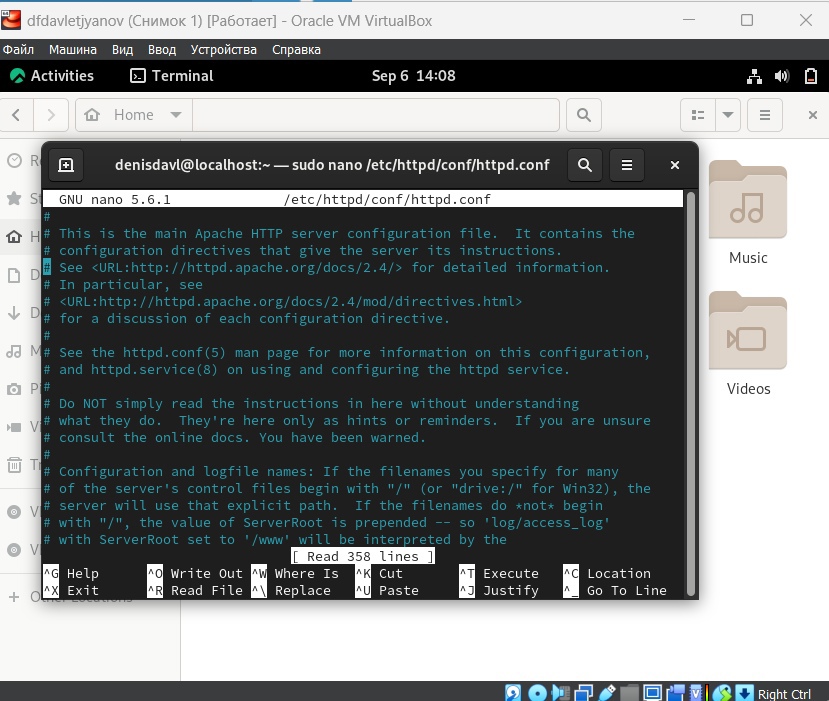 dfdavletjyanov (Снимок 1) [Работает] - Oracle VM VirtualBox
Файл Машина Вид Ввод Устройства Справка
Activities Terminal Sep 6 14:08
Home
denisdavl@localhost:~ — sudo nano /etc/httpd/conf/httpd.conf
GNU nano 5.6.1 /etc/httpd/conf/httpd.conf
#
# This is the main Apache HTTP server configuration file.  It contains the
# configuration directives that give the server its instructions.
# See <URL:http://httpd.apache.org/docs/2.4/> for detailed information.
# In particular, see
# <URL:http://httpd.apache.org/docs/2.4/mod/directives.html>
# for a discussion of each configuration directive.
#
# See the httpd.conf(5) man page for more information on this configuration,
# and httpd.service(8) on using and configuring the httpd service.
#
# Do NOT simply read the instructions in here without understanding
# what they do.  They're here only as hints or reminders.  If you are unsure
# consult the online docs. You have been warned.
#
# Configuration and logfile names: If the filenames you specify for many
# of the server's control files begin with "/" (or "drive:/" for Win32), the
# server will use that explicit path.  If the filenames do *not* begin
# with "/", the value of ServerRoot is prepended -- so 'log/access_log'
# with ServerRoot set to '/www' will be interpreted by the
[ Read 358 lines ]
^G Help ^O Write Out ^W Where Is ^K Cut ^T Execute ^C Location
^X Exit ^R Read File ^\ Replace ^U Paste ^J Justify ^_ Go To Line
Music
Videos
Right Ctrl